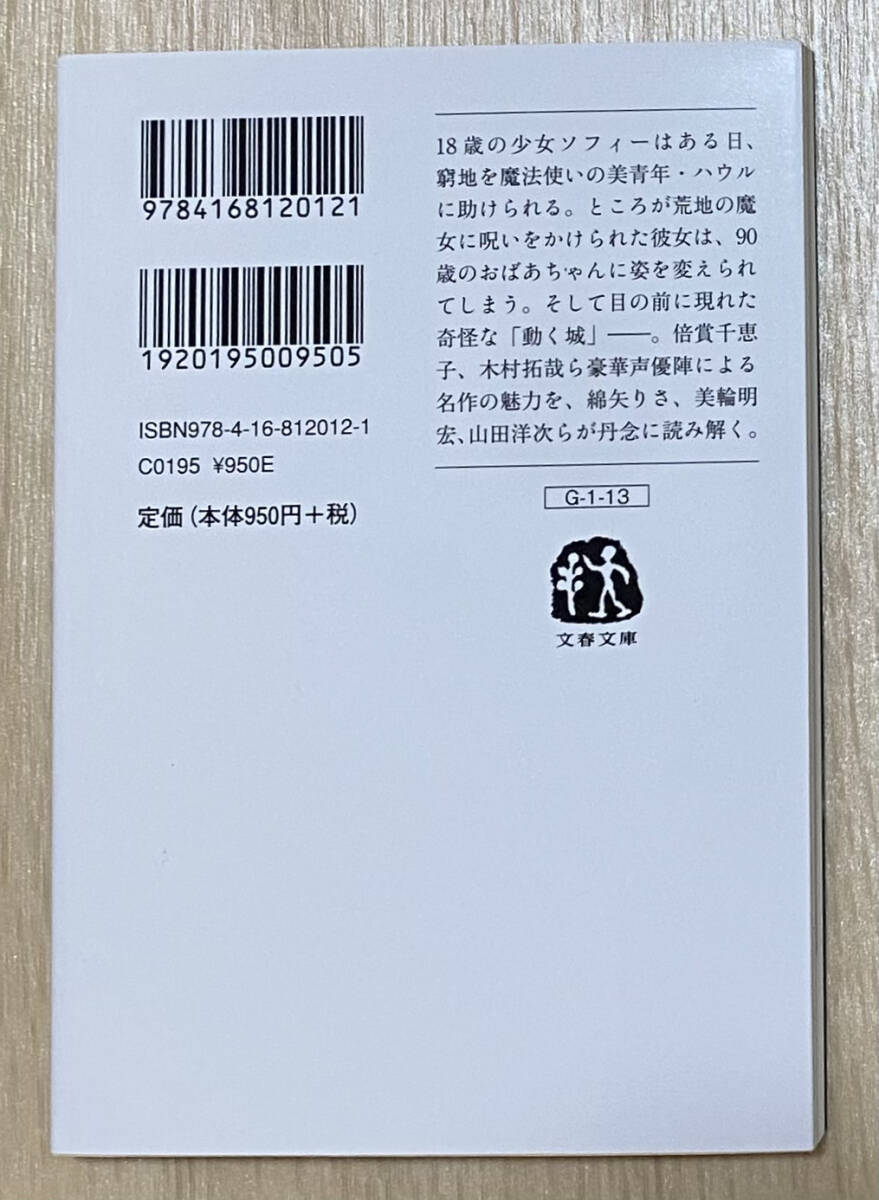 9784168120121
1920195009505
ISBN978-4-16-812012-1
C0195 ¥950E
定価(本体950円+税)
18歳の少女ソフィーはある日、
窮地を魔法使いの美青年・ハウル
に助けられる。ところが荒地の魔
女に呪いをかけられた彼女は、90
歳のおばあちゃんに姿を変えられ
てしまう。そして目の前に現れた
奇怪な「動く城」――。倍賞千恵
子、木村拓哉ら豪華声優陣による
名作の魅力を、綿矢りさ、美輪明
宏、山田洋次らが丹念に読み解く。
G-1-13
文春文庫